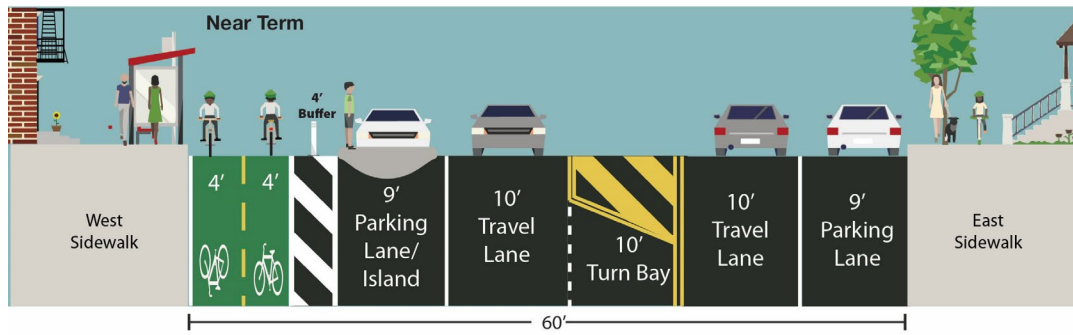 Near Term
4'
Buffer
4'
4'
9'
Parking
Lane/
Island
10'
Travel
Lane
10'
Turn Bay
10'
Travel
Lane
9'
Parking
Lane
West
Sidewalk
East
Sidewalk
60'